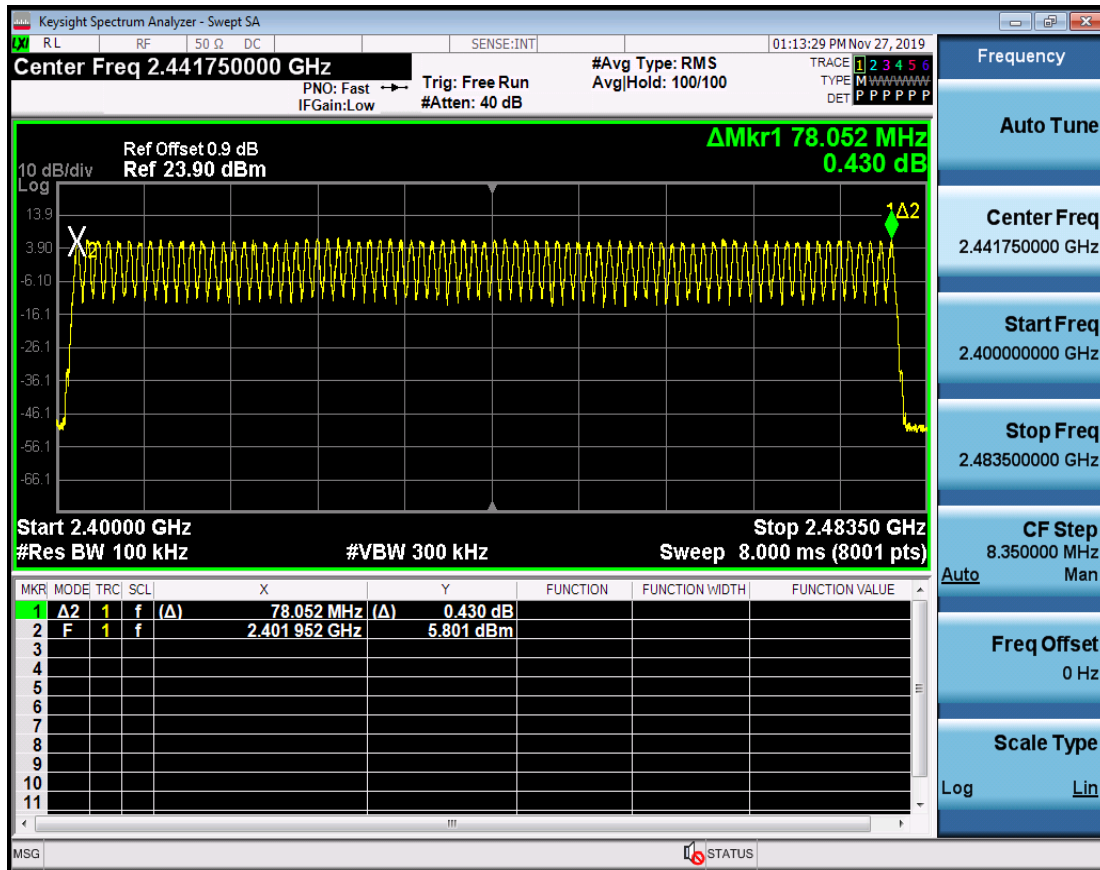 Keysight Spectrum Analyzer - Swept SA
LXI RL RF 50 Ω DC SENSE:INT 01:13:29 PM Nov 27, 2019
Center Freq 2.441750000 GHz #Avg Type: RMS TRACE 1 2 3 4 5 6
PNO: Fast Trig: Free Run Avg|Hold: 100/100 TYPE M WWWWW
IFGain:Low #Atten: 40 dB DET P P P P P P
Frequency
Auto Tune
Center Freq
2.441750000 GHz
Start Freq
2.400000000 GHz
Stop Freq
2.483500000 GHz
CF Step
8.350000 MHz
Auto Man
Freq Offset
0 Hz
Scale Type
Log Lin
ΔMkr1 78.052 MHz
0.430 dB
Ref Offset 0.9 dB
10 dB/div Ref 23.90 dBm
Log
13.9
3.90
-6.10
-16.1
-26.1
-36.1
-46.1
-56.1
-66.1
X2
1Δ2
Start 2.40000 GHz Stop 2.48350 GHz
#Res BW 100 kHz #VBW 300 kHz Sweep 8.000 ms (8001 pts)
MKR MODE TRC SCL X Y FUNCTION FUNCTION WIDTH FUNCTION VALUE
1 Δ2 1 f (Δ) 78.052 MHz (Δ) 0.430 dB
2 F 1 f 2.401 952 GHz 5.801 dBm
3
4
5
6
7
8
9
10
11
MSG STATUS